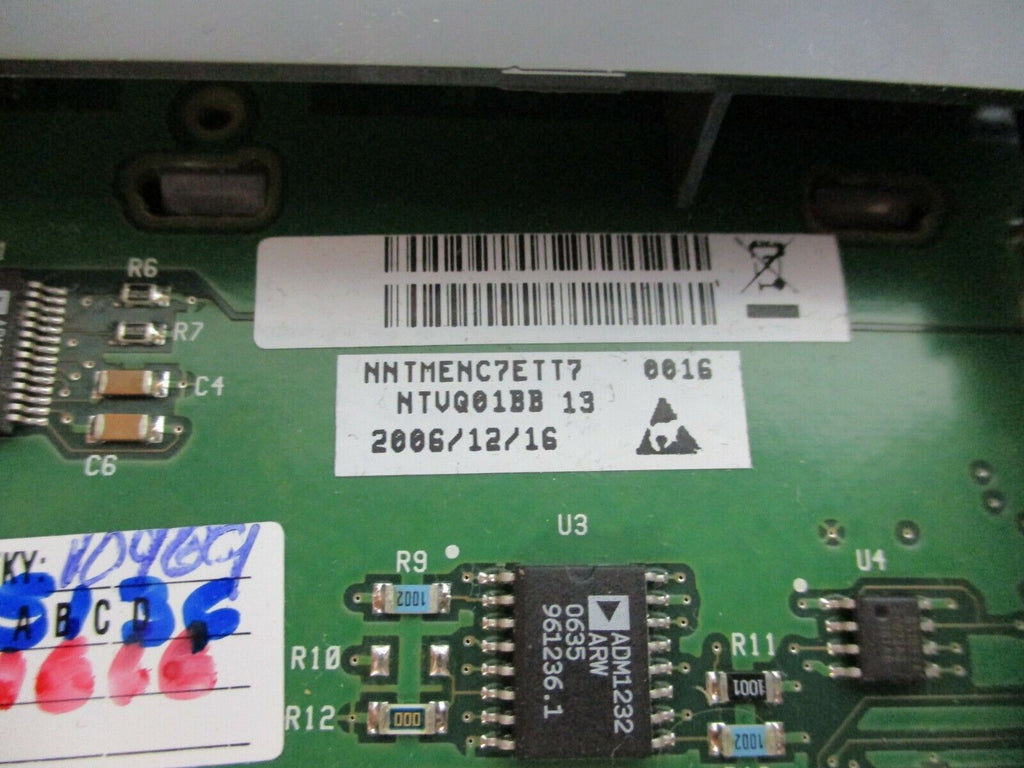 R6
R7
C4
C6
NNTMENC7ETT7 0016
NTVQ01BB 13
2006/12/16
KY:
A B C D
U3
R9
1002
U4
R10
R11
R12
000
ADM1232
ARW
0635
961236.1
1001
1002